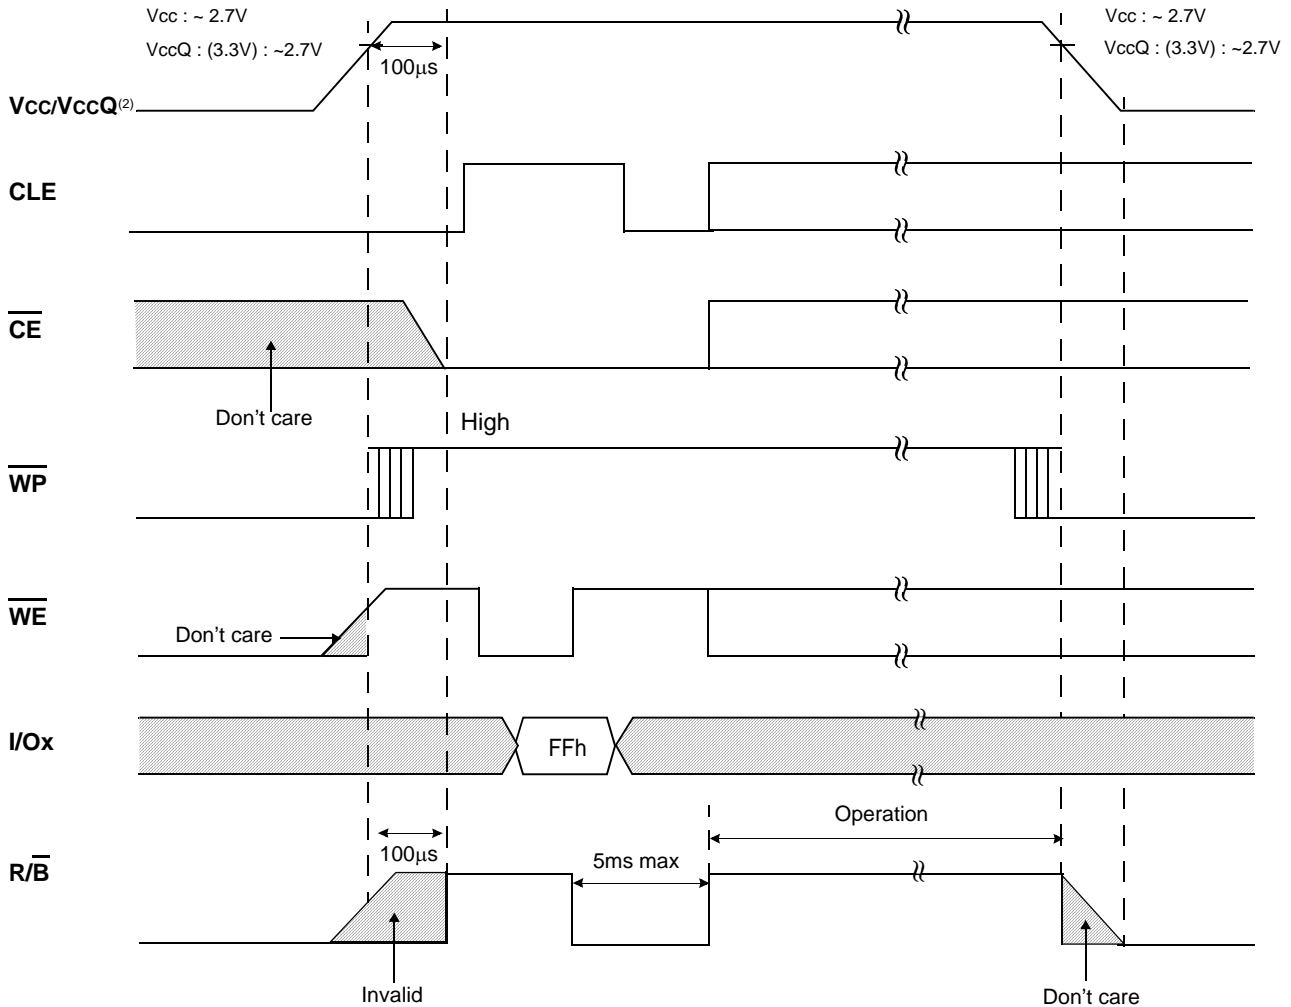 Vcc : ~ 2.7V
VccQ : (3.3V) : ~2.7V
Vcc : ~ 2.7V
VccQ : (3.3V) : ~2.7V
100μs
Vcc/VccQ(2)
CLE
CE
Don't care
High
WP
WE
Don't care
I/Ox
FFh
Operation
100μs
5ms max
R/B
Invalid
Don't care